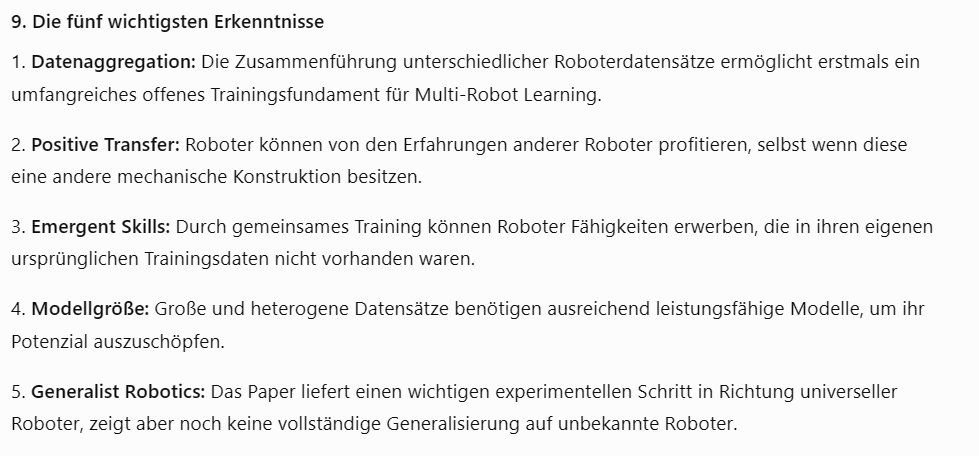 9. Die fünf wichtigsten Erkenntnisse
1. Datenaggregation: Die Zusammenführung unterschiedlicher Roboterdatensätze ermöglicht erstmals ein
umfangreiches offenes Trainingsfundament für Multi-Robot Learning.
2. Positive Transfer: Roboter können von den Erfahrungen anderer Roboter profitieren, selbst wenn diese
eine andere mechanische Konstruktion besitzen.
3. Emergent Skills: Durch gemeinsames Training können Roboter Fähigkeiten erwerben, die in ihren eigenen
ursprünglichen Trainingsdaten nicht vorhanden waren.
4. Modellgröße: Große und heterogene Datensätze benötigen ausreichend leistungsfähige Modelle, um ihr
Potenzial auszuschöpfen.
5. Generalist Robotics: Das Paper liefert einen wichtigen experimentellen Schritt in Richtung universeller
Roboter, zeigt aber noch keine vollständige Generalisierung auf unbekannte Roboter.